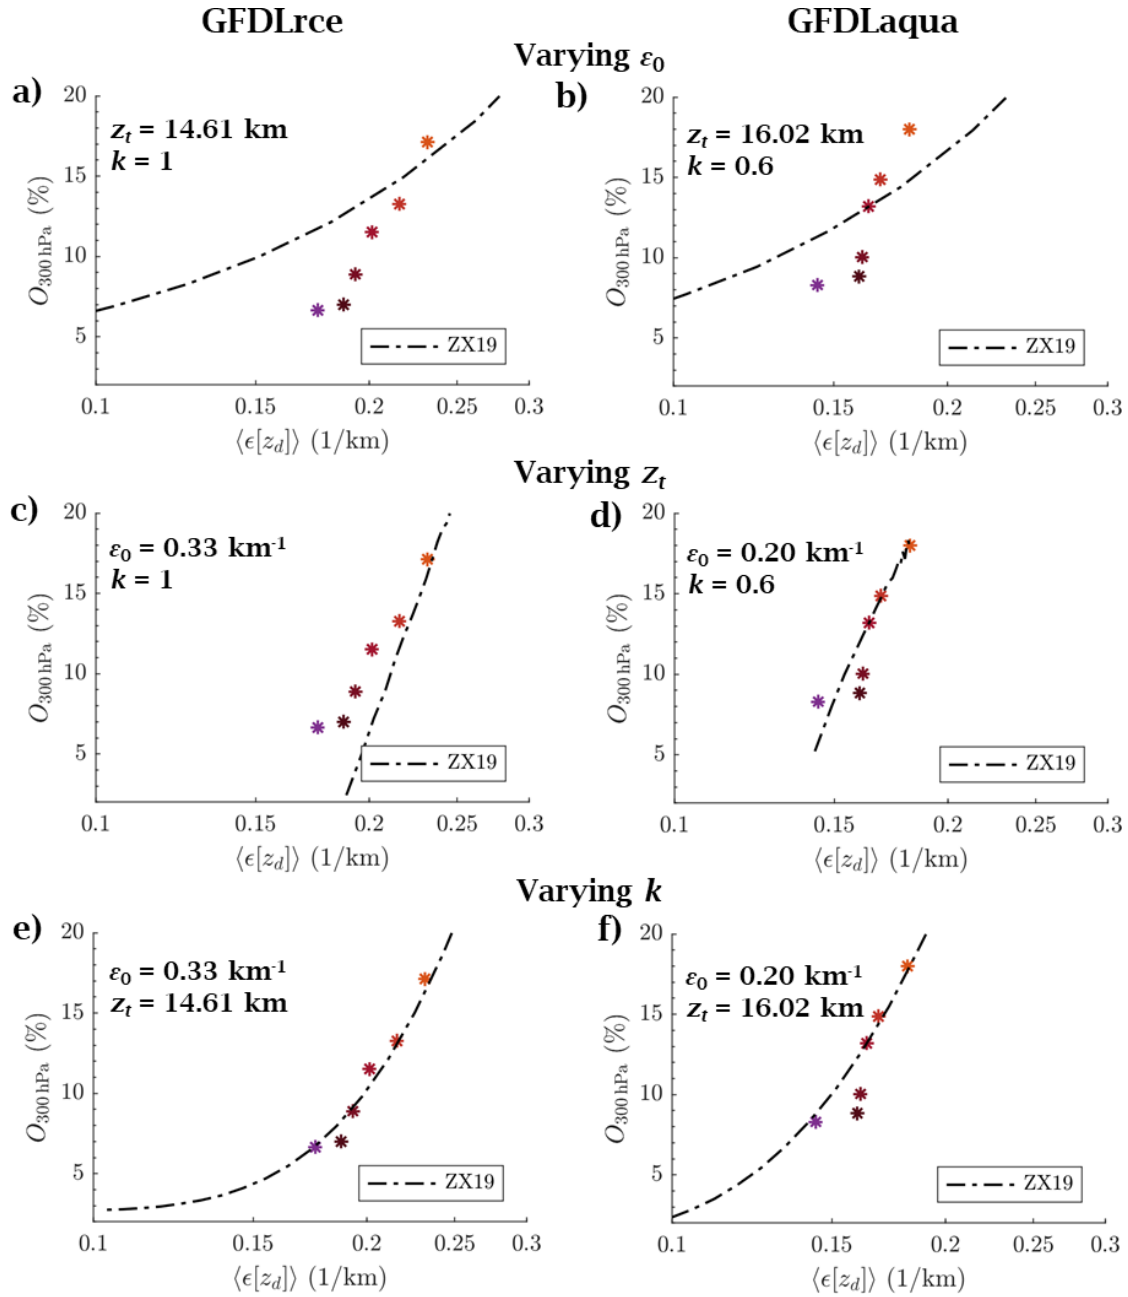 GFDLrce GFDLaqua
Varying ε₀
a) b)
20 20
z_t = 14.61 km z_t = 16.02 km
k = 1 k = 0.6
15 15
O₃₀₀ ₕPₐ (%) O₃₀₀ ₕPₐ (%)
10 10
5 5
ZX19 ZX19
0.1 0.15 0.2 0.25 0.3 0.1 0.15 0.2 0.25 0.3
⟨ϵ[z_d]⟩ (1/km) ⟨ϵ[z_d]⟩ (1/km)
Varying z_t
c) d)
20 20
ε₀ = 0.33 km⁻¹ ε₀ = 0.20 km⁻¹
k = 1 k = 0.6
15 15
O₃₀₀ ₕPₐ (%) O₃₀₀ ₕPₐ (%)
10 10
5 5
ZX19 ZX19
0.1 0.15 0.2 0.25 0.3 0.1 0.15 0.2 0.25 0.3
⟨ϵ[z_d]⟩ (1/km) ⟨ϵ[z_d]⟩ (1/km)
Varying k
e) f)
20 20
ε₀ = 0.33 km⁻¹ ε₀ = 0.20 km⁻¹
z_t = 14.61 km z_t = 16.02 km
15 15
O₃₀₀ ₕPₐ (%) O₃₀₀ ₕPₐ (%)
10 10
5 5
ZX19 ZX19
0.1 0.15 0.2 0.25 0.3 0.1 0.15 0.2 0.25 0.3
⟨ϵ[z_d]⟩ (1/km) ⟨ϵ[z_d]⟩ (1/km)